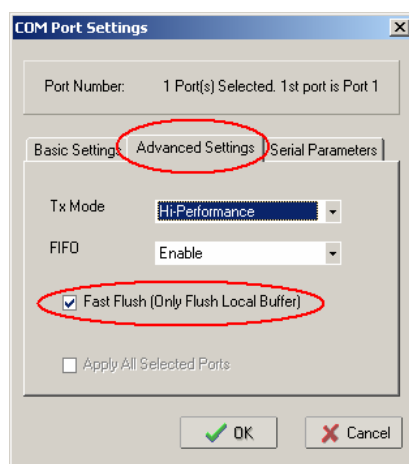 COM Port Settings
Port Number: 1 Port(s) Selected. 1st port is Port 1
Basic Settings Advanced Settings Serial Parameters
Tx Mode Hi-Performance
FIFO Enable
Fast Flush (Only Flush Local Buffer)
Apply All Selected Ports
OK Cancel